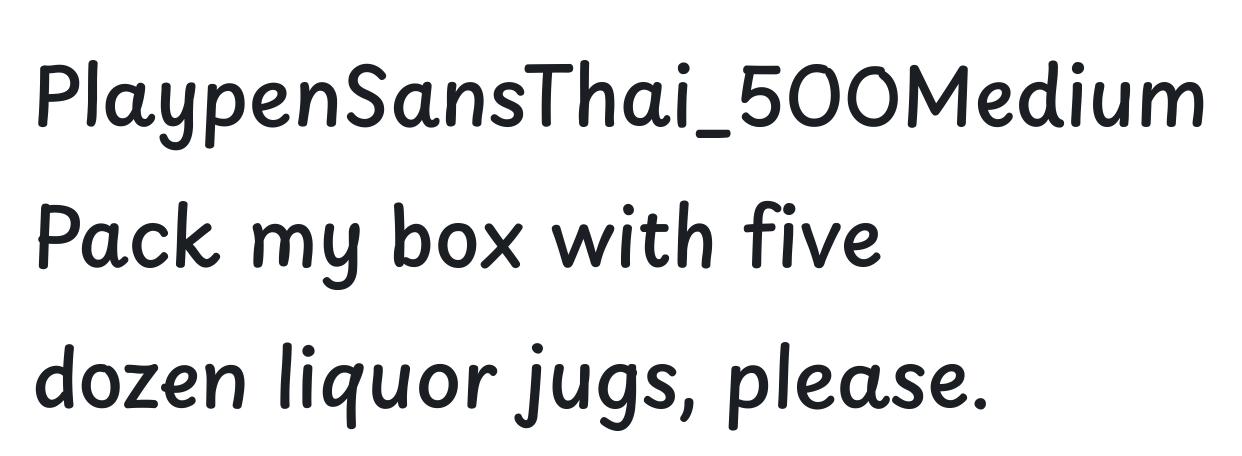 PlaypenSansThai_500Medium
Pack my box with five
dozen liquor jugs, please.